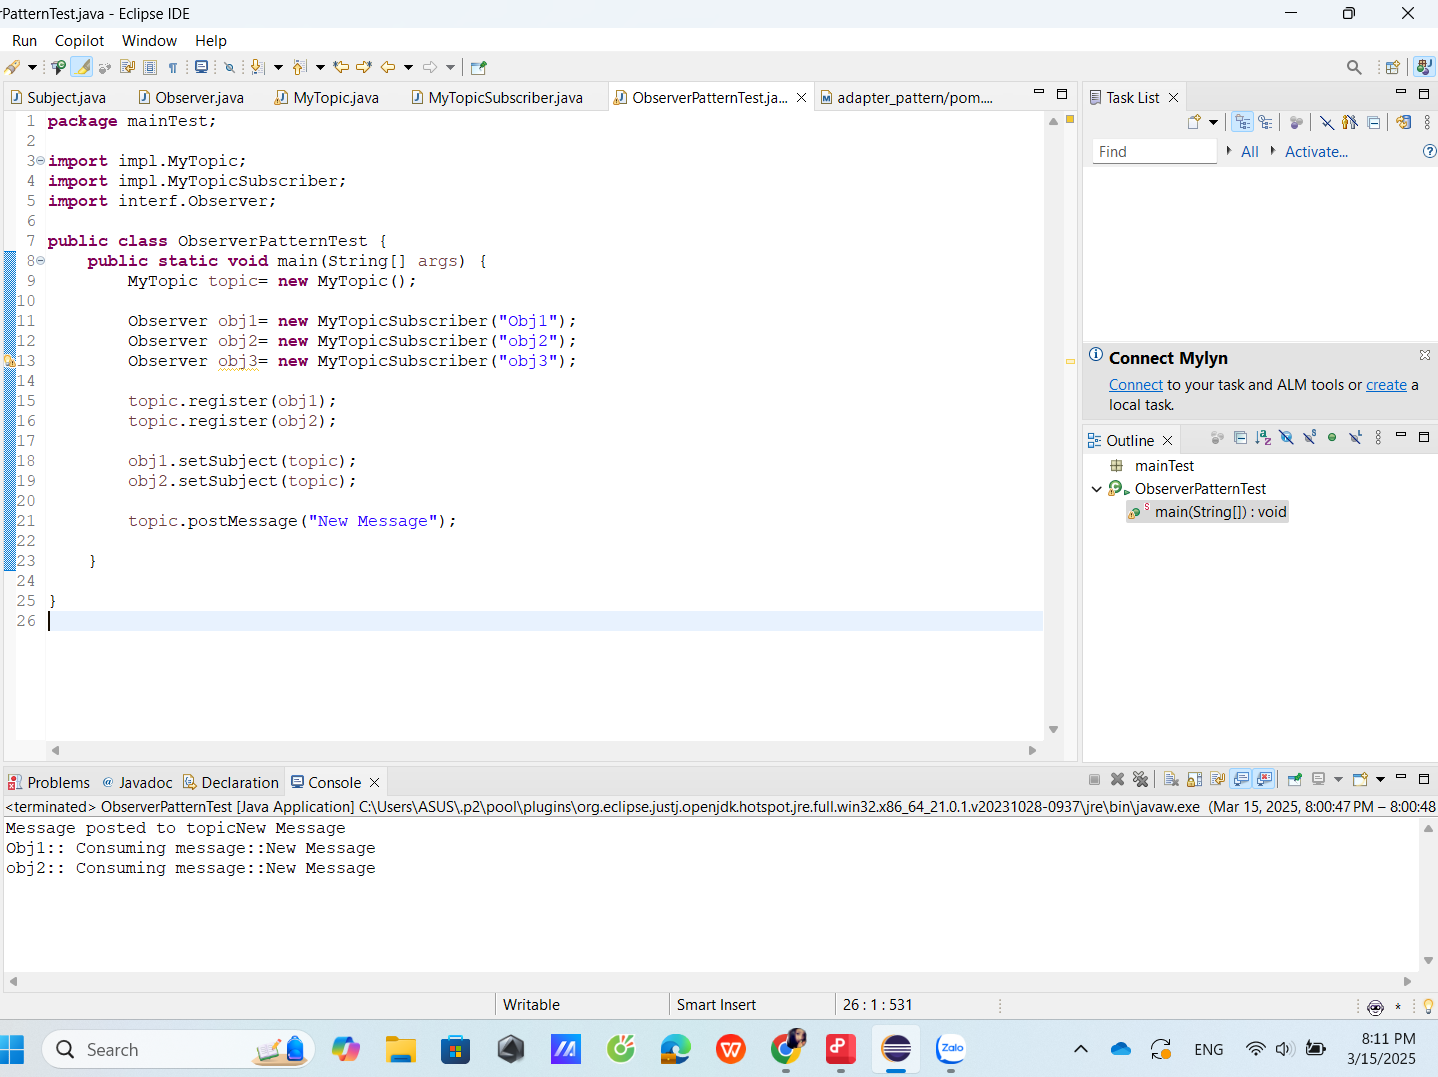 PatternTest.java - Eclipse IDE
Run Copilot Window Help
Subject.java Observer.java MyTopic.java MyTopicSubscriber.java ObserverPatternTest.ja... adapter_pattern/pom....
1 package mainTest;
2
3 import impl.MyTopic;
4 import impl.MyTopicSubscriber;
5 import interf.Observer;
6
7 public class ObserverPatternTest {
8 public static void main(String[] args) {
9 MyTopic topic= new MyTopic();
10
11 Observer obj1= new MyTopicSubscriber("Obj1");
12 Observer obj2= new MyTopicSubscriber("obj2");
13 Observer obj3= new MyTopicSubscriber("obj3");
14
15 topic.register(obj1);
16 topic.register(obj2);
17
18 obj1.setSubject(topic);
19 obj2.setSubject(topic);
20
21 topic.postMessage("New Message");
22
23 }
24
25 }
26
Task List
Find All Activate...
Connect Mylyn
Connect to your task and ALM tools or create a
local task.
Outline
mainTest
ObserverPatternTest
main(String[]) : void
Problems @ Javadoc Declaration Console
<terminated> ObserverPatternTest [Java Application] C:\Users\ASUS\.p2\pool\plugins\org.eclipse.justj.openjdk.hotspot.jre.full.win32.x86_64_21.0.1.v20231028-0937\jre\bin\javaw.exe (Mar 15, 2025, 8:00:47 PM – 8:00:48
Message posted to topicNew Message
Obj1:: Consuming message::New Message
obj2:: Consuming message::New Message
Writable Smart Insert 26 : 1 : 531
Search
Zalo
ENG
8:11 PM
3/15/2025